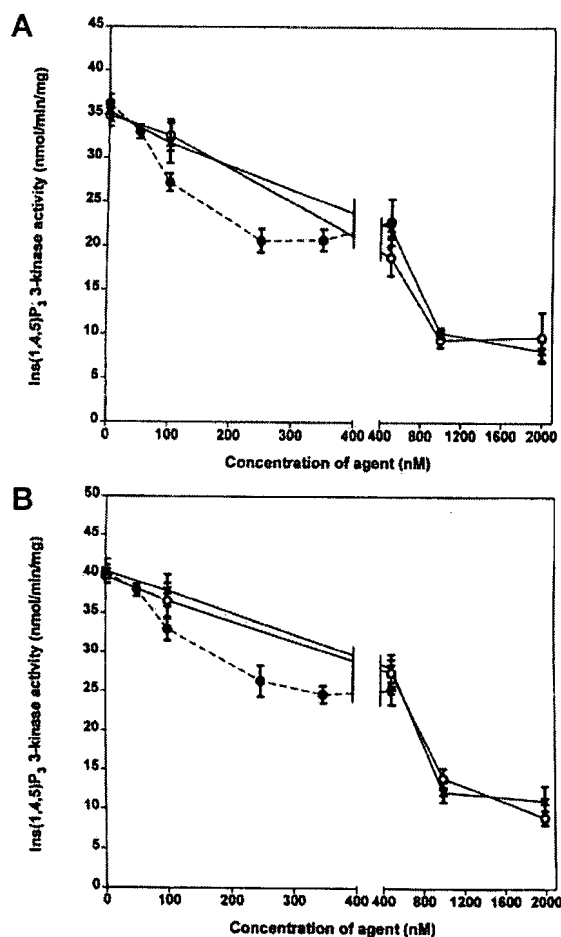 A
45
40
35
30
25
20
15
10
5
0
Ins(1,4,5)P3 3-kinase activity (nmol/min/mg)
0 100 200 300 400 400 800 1200 1600 2000
Concentration of agent (nM)
B
50
45
40
35
30
25
20
15
10
5
0
Ins(1,4,5)P3 3-kinase activity (nmol/min/mg)
0 100 200 300 400 400 800 1200 1600 2000
Concentration of agent (nM)